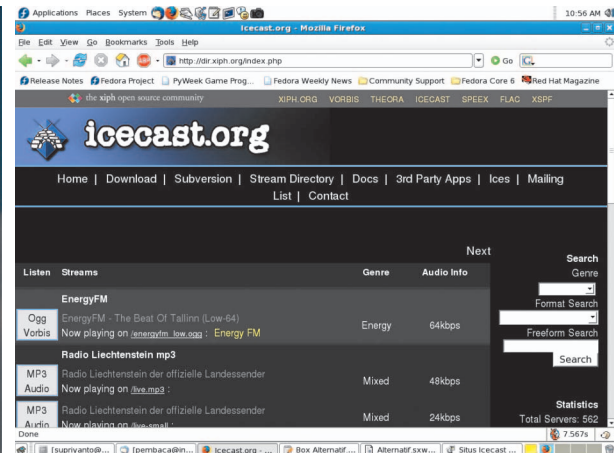 Applications Places System 10:56 AM
Icecast.org - Mozilla Firefox
File Edit View Go Bookmarks Tools Help
http://dir.xiph.org/index.php Go
Release Notes Fedora Project PyWeek Game Prog... Fedora Weekly News Community Support Fedora Core 6 Red Hat Magazine
the xiph open source community XIPH.ORG VORBIS THEORA ICECAST SPEEX FLAC XSPF
icecast.org
Home | Download | Subversion | Stream Directory | Docs | 3rd Party Apps | Ices | Mailing
List | Contact
Next
Search
Listen Streams Genre Audio Info
Genre
EnergyFM
Format Search
Ogg Vorbis
EnergyFM - The Beat Of Tallinn (Low-64)
Now playing on /energyfm_low.ogg : Energy FM
Energy 64kbps
Freeform Search
Search
Radio Liechtenstein mp3
MP3 Audio
Radio Liechtenstein der offizielle Landessender
Now playing on /live.mp3 :
Mixed 48kbps
MP3 Audio
Radio Liechtenstein der offizielle Landessender
Now playing on /live-small :
Mixed 24kbps
Statistics
Total Servers: 562
Done 7.567s
[supriyanto@... [pembaca@in... Icecast.org - ... Box Alternatif.... Alternatif.sxw... Situs Icecast ...